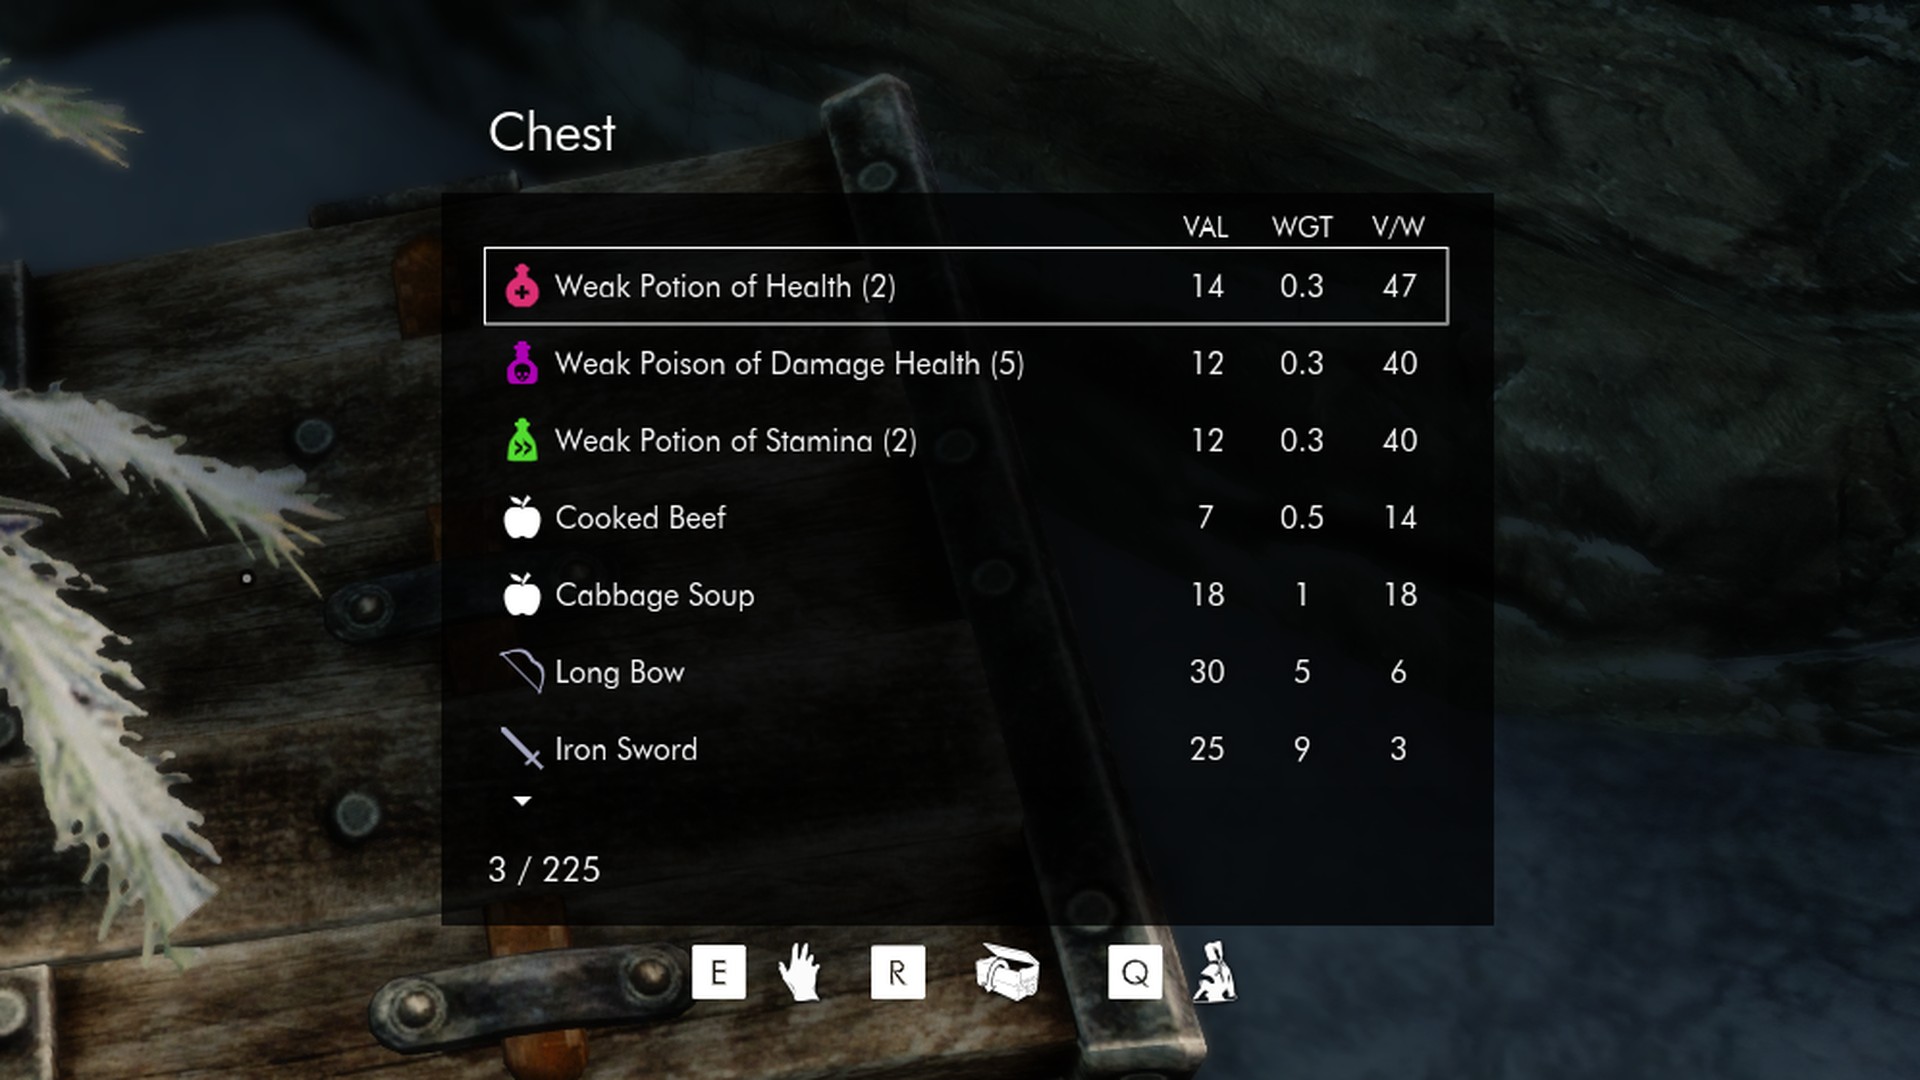 Chest
VAL WGT V/W
Weak Potion of Health (2) 14 0.3 47
Weak Poison of Damage Health (5) 12 0.3 40
Weak Potion of Stamina (2) 12 0.3 40
Cooked Beef 7 0.5 14
Cabbage Soup 18 1 18
Long Bow 30 5 6
Iron Sword 25 9 3
3 / 225
E R Q